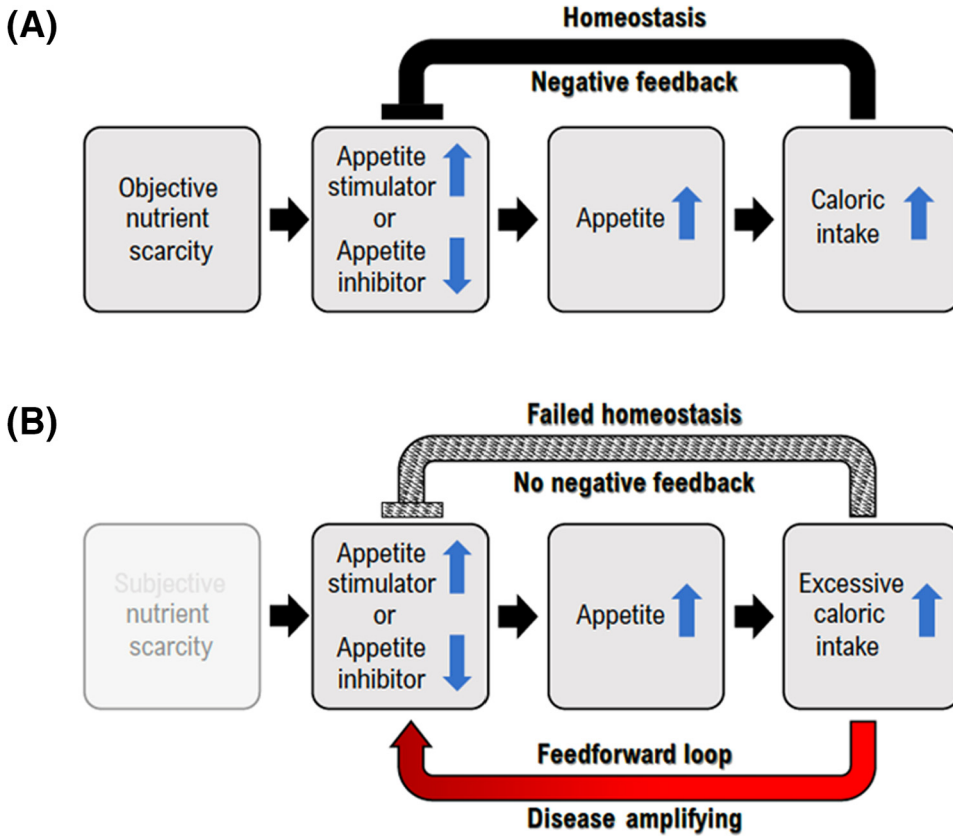 (A)
Homeostasis
Negative feedback
Objective
nutrient
scarcity
Appetite
stimulator
or
Appetite
inhibitor
Appetite
Caloric
intake
(B)
Failed homeostasis
No negative feedback
Subjective
nutrient
scarcity
Appetite
stimulator
or
Appetite
inhibitor
Appetite
Excessive
caloric
intake
Feedforward loop
Disease amplifying